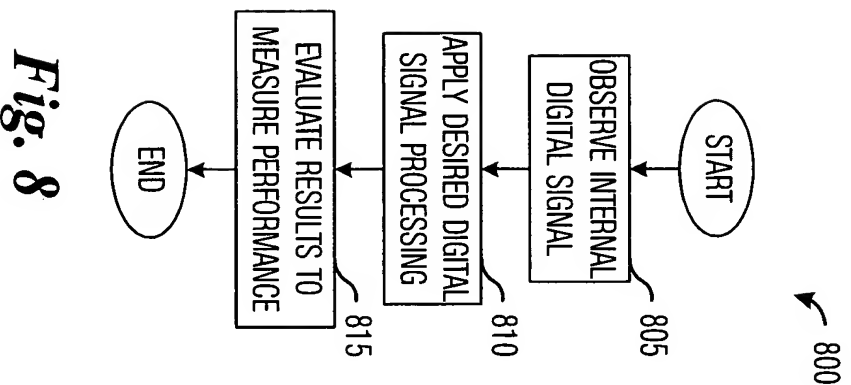 800
START
OBSERVE INTERNAL
DIGITAL SIGNAL
805
APPLY DESIRED DIGITAL
SIGNAL PROCESSING
810
EVALUATE RESULTS TO
MEASURE PERFORMANCE
815
END
Fig. 8